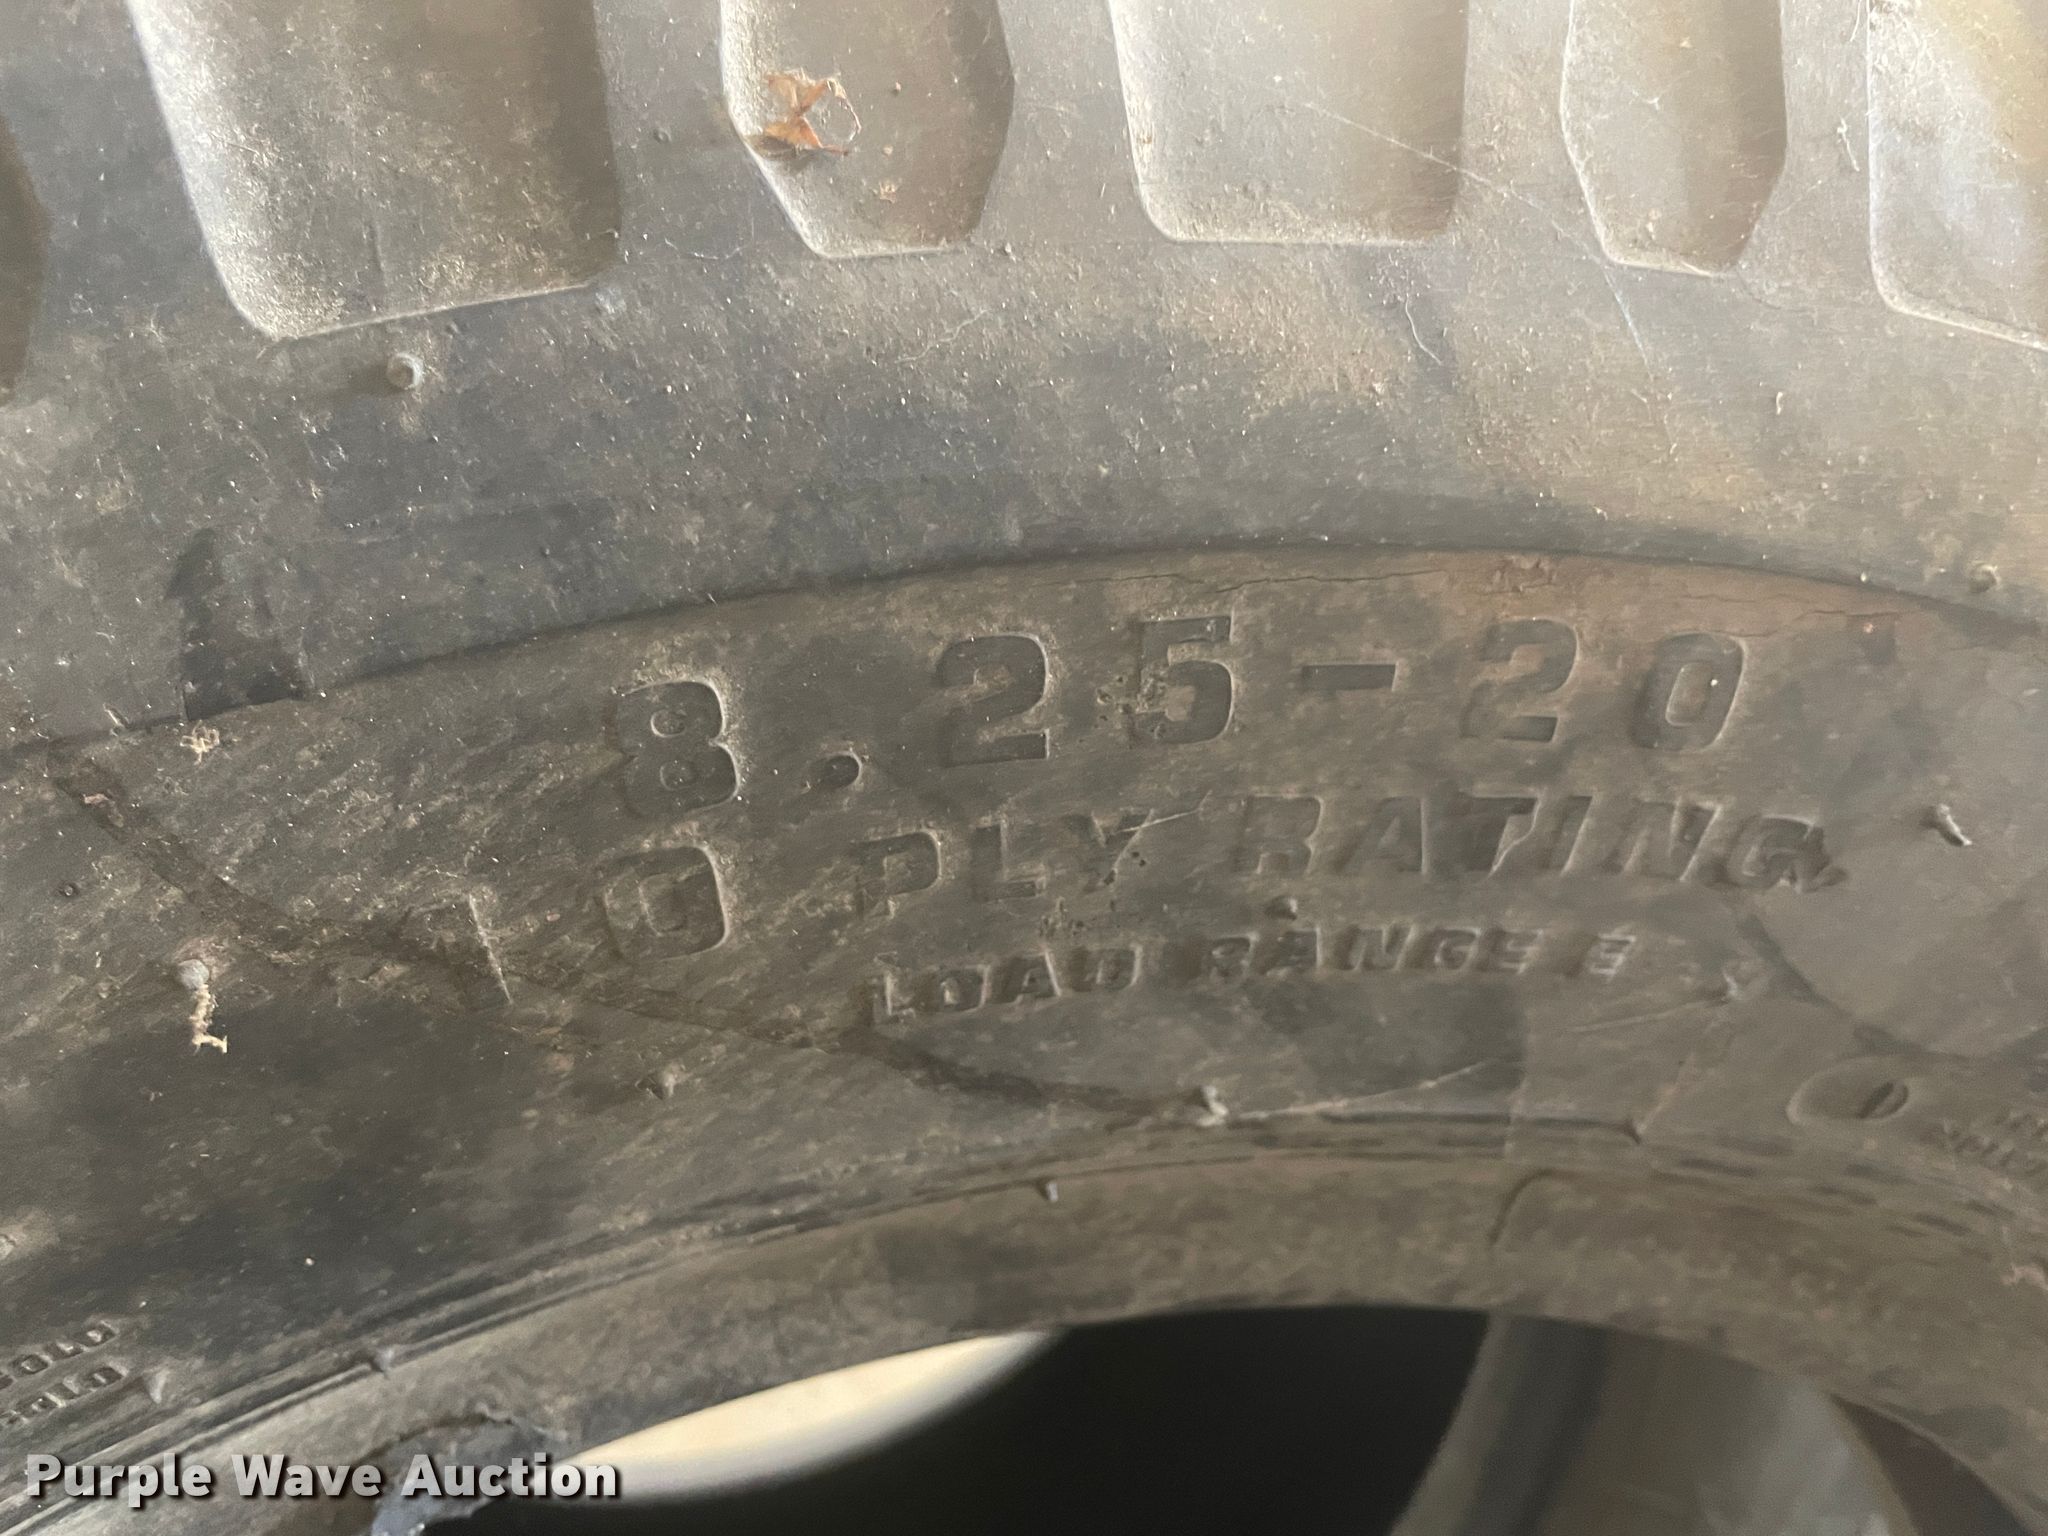 8.25-20
10 PLY RATING
LOAD RANGE E
Purple Wave Auction